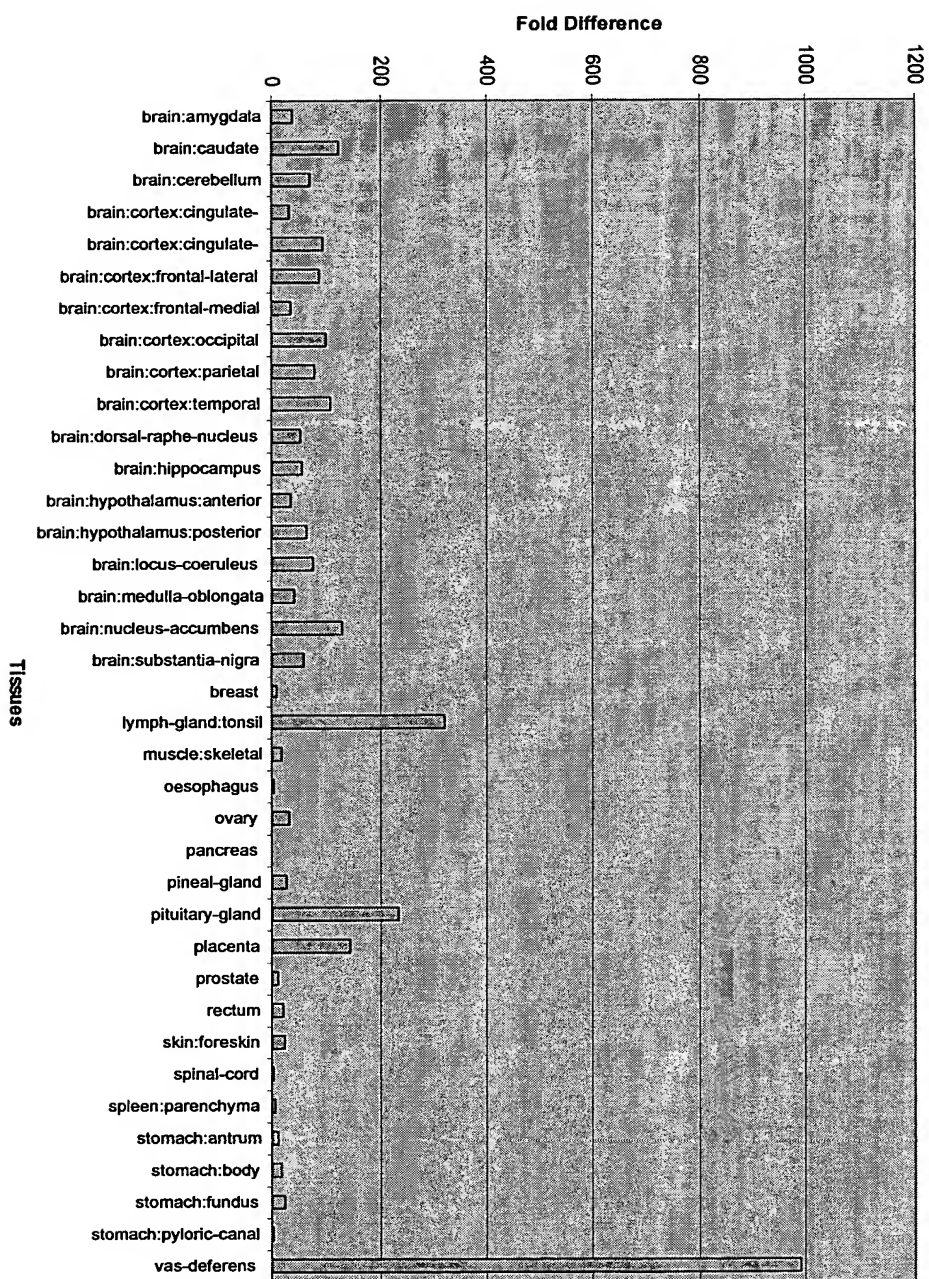 Fold Difference
0
200
400
600
800
1000
1200
brain:amygdala
brain:caudate
brain:cerebellum
brain:cortex:cingulate-
brain:cortex:cingulate-
brain:cortex:frontal-lateral
brain:cortex:frontal-medial
brain:cortex:occipital
brain:cortex:parietal
brain:cortex:temporal
brain:dorsal-raphe-nucleus
brain:hippocampus
brain:hypothalamus:anterior
brain:hypothalamus:posterior
brain:locus-coeruleus
brain:medulla-oblongata
brain:nucleus-accumbens
brain:substantia-nigra
breast
lymph-gland:tonsil
muscle:skeletal
oesophagus
ovary
pancreas
pineal-gland
pituitary-gland
placenta
prostate
rectum
skin:foreskin
spinal-cord
spleen:parenchyma
stomach:antrum
stomach:body
stomach:fundus
stomach:pyloric-canal
vas-deferens
Tissues